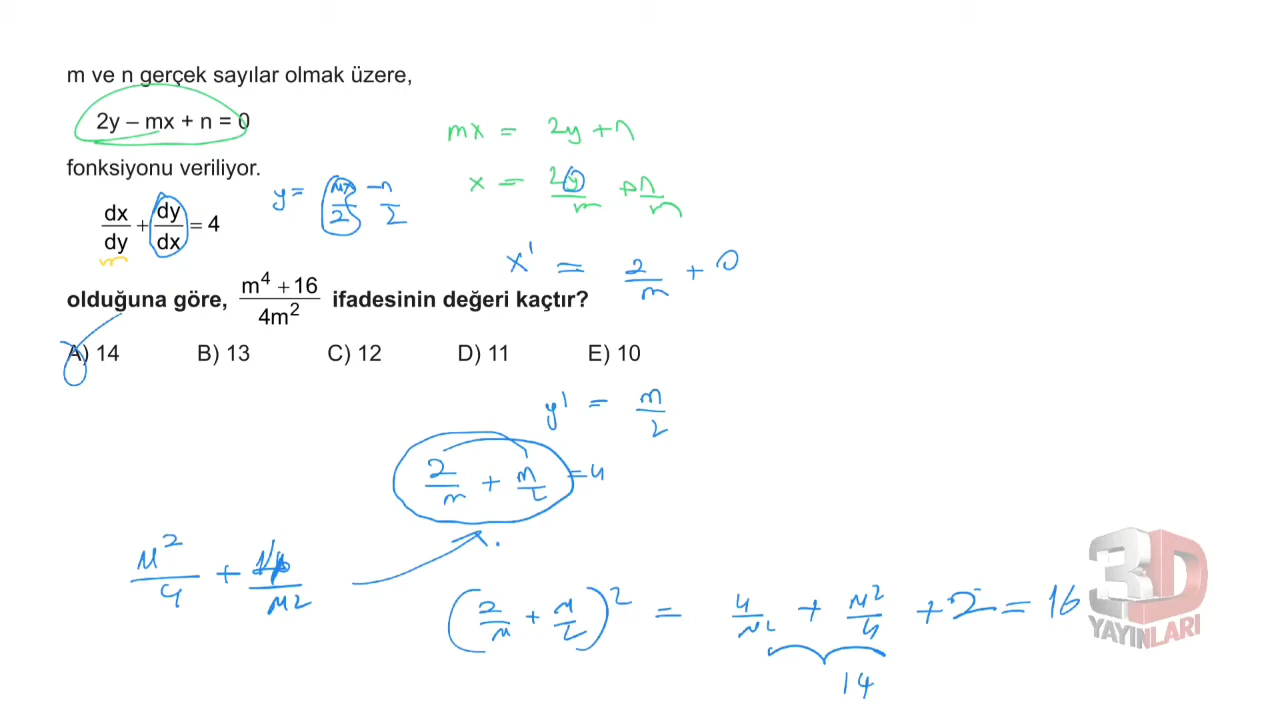 m ve n gerçek sayılar olmak üzere,
2y – mx + n = 0
mx = 2y + n
fonksiyonu veriliyor.
y = mx/2 – n/2
x = 2y/m + n/m
dx/dy + dy/dx = 4
x' = 2/m + 0
olduğuna göre, m⁴ + 16/4m² ifadesinin değeri kaçtır?
A) 14 B) 13 C) 12 D) 11 E) 10
y' = m/2
2/m + m/2 = 4
m²/4 + 4/m²
(2/m + m/2)² = 4/m² + m²/4 + 2 = 16
14
3D
YAYINLARI